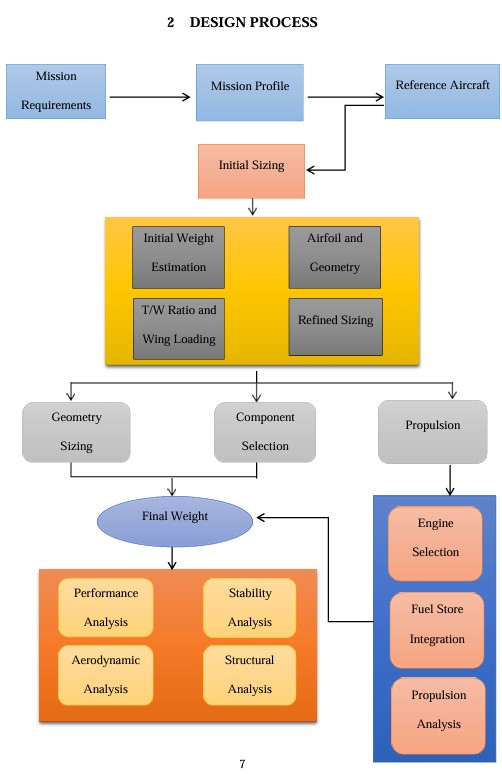 2 DESIGN PROCESS
Mission
Requirements
Mission Profile
Reference Aircraft
Initial Sizing
Initial Weight
Estimation
Airfoil and
Geometry
T/W Ratio and
Wing Loading
Refined Sizing
Geometry
Sizing
Component
Selection
Propulsion
Final Weight
Engine
Selection
Fuel Store
Integration
Propulsion
Analysis
Performance
Analysis
Stability
Analysis
Aerodynamic
Analysis
Structural
Analysis
7